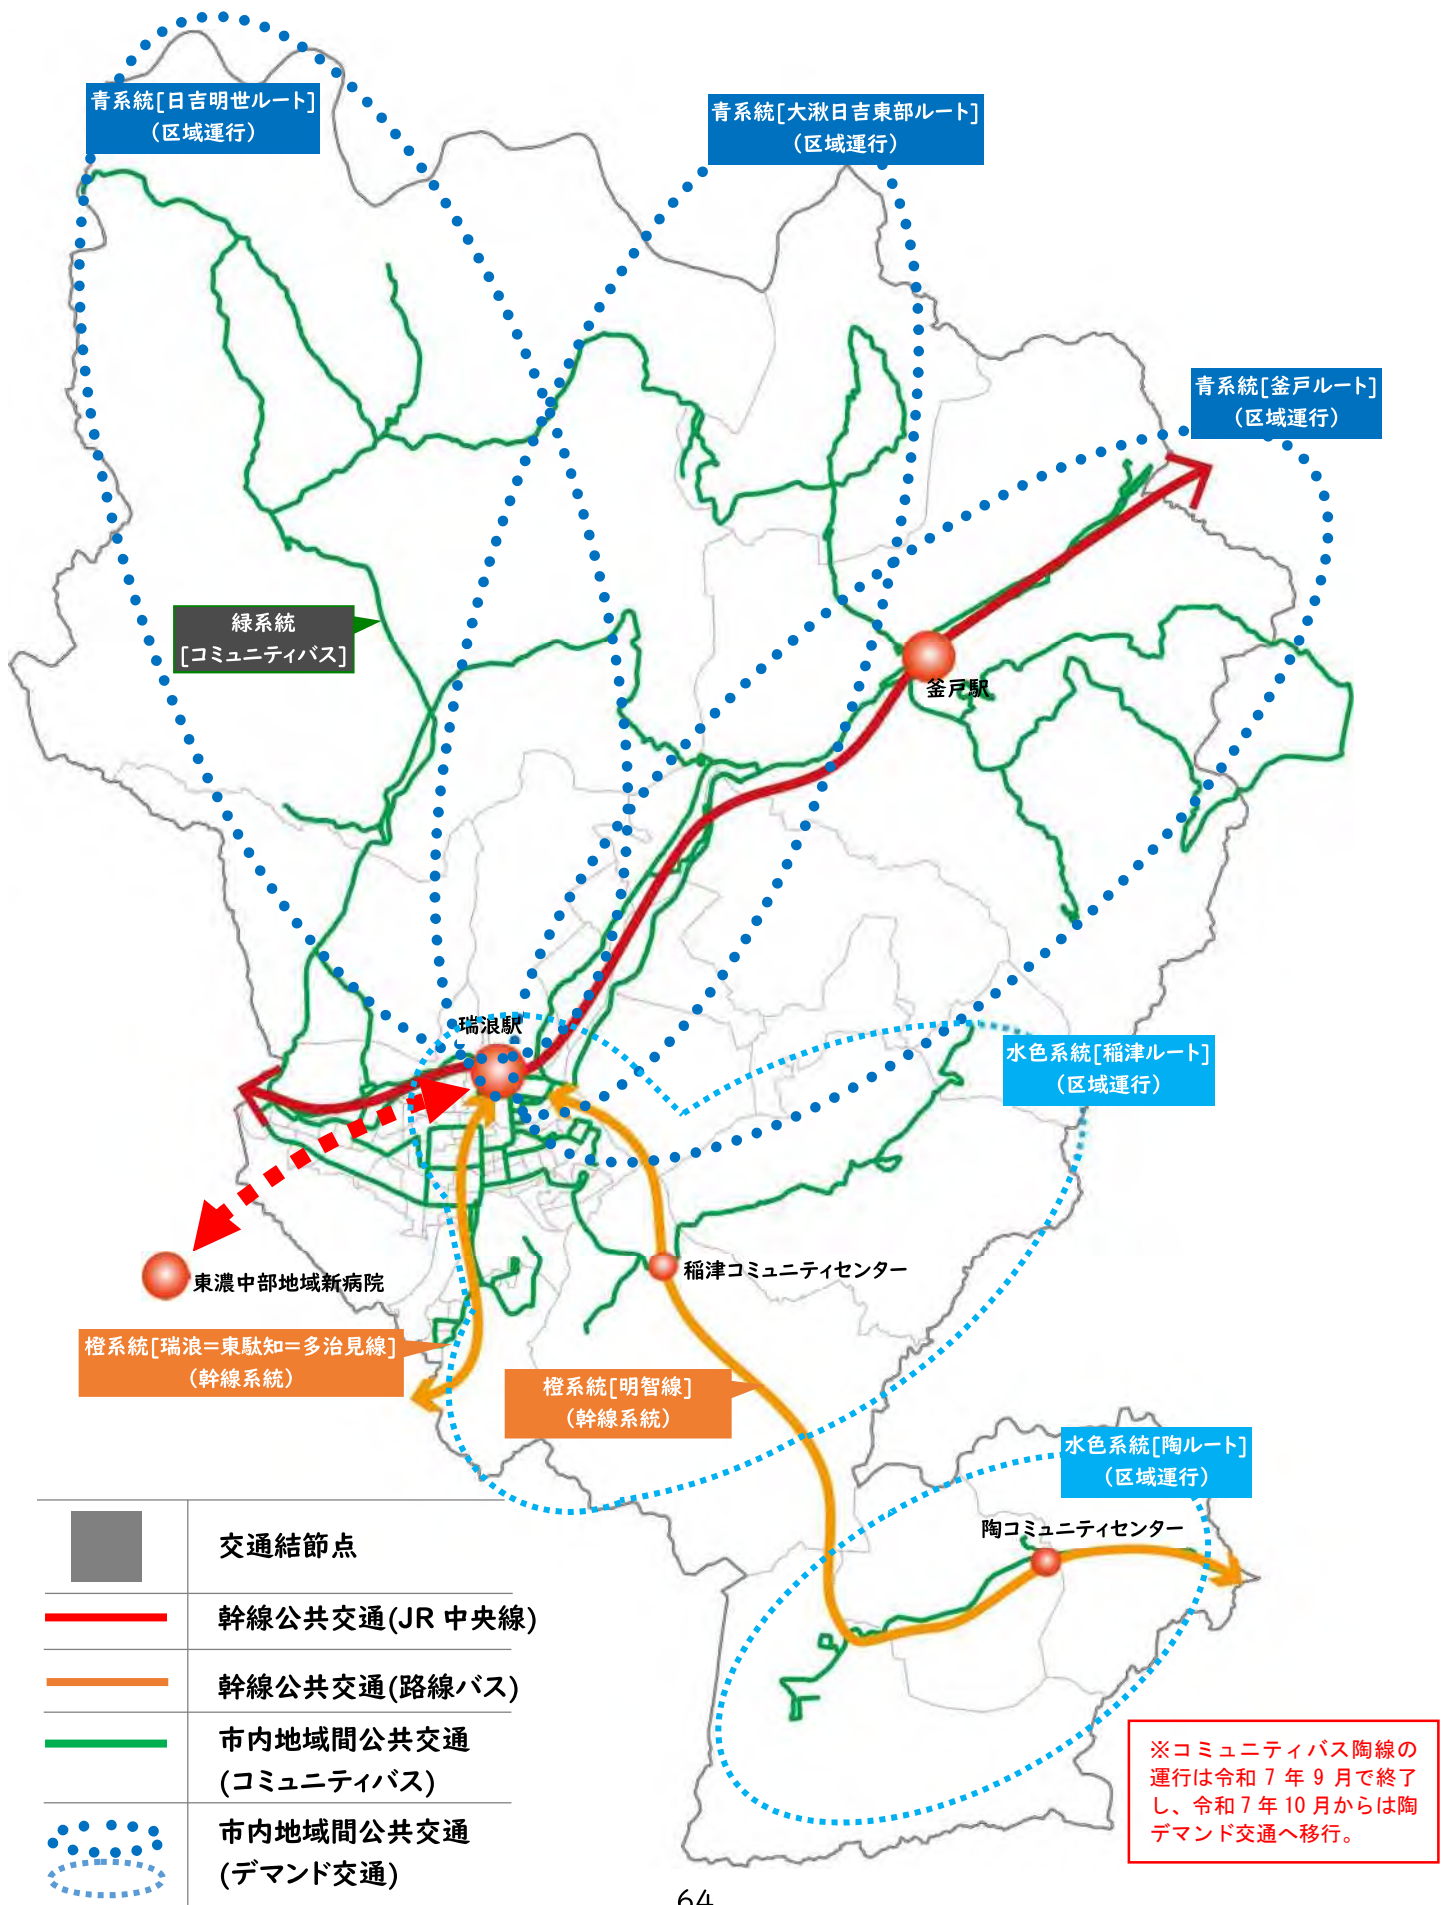 青系統[日吉明世ルート]
(区域運行)
青系統[大湫日吉東部ルート]
(区域運行)
青系統[釜戸ルート]
(区域運行)
緑系統
[コミュニティバス]
釜戸駅
瑞浪駅
水色系統[稲津ルート]
(区域運行)
東濃中部地域新病院
稲津コミュニティセンター
橙系統[瑞浪=東駄知=多治見線]
(幹線系統)
橙系統[明智線]
(幹線系統)
水色系統[陶ルート]
(区域運行)
陶コミュニティセンター
交通結節点
幹線公共交通(JR 中央線)
幹線公共交通(路線バス)
市内地域間公共交通
(コミュニティバス)
市内地域間公共交通
(デマンド交通)
※コミュニティバス陶線の
運行は令和 7 年 9 月で終了
し、令和 7 年 10 月からは陶
デマンド交通へ移行。
64